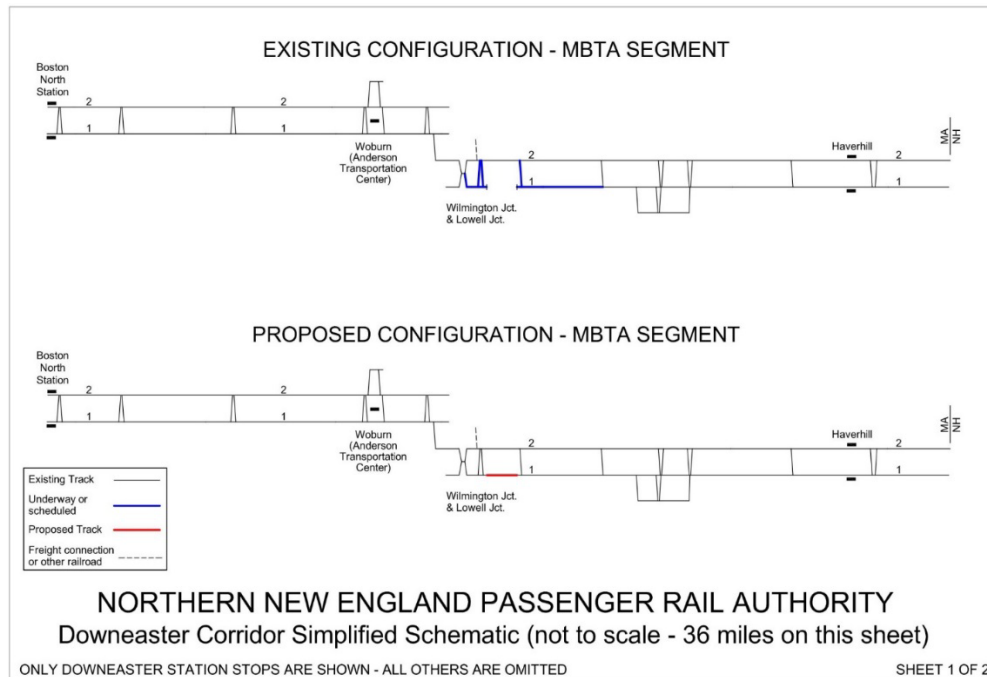 EXISTING CONFIGURATION - MBTA SEGMENT
Boston
North
Station
2
2
1
1
Woburn
(Anderson
Transportation
Center)
Wilmington Jct.
& Lowell Jct.
2
1
Haverhill
2
1
MA
NH
PROPOSED CONFIGURATION - MBTA SEGMENT
Boston
North
Station
2
2
1
1
Woburn
(Anderson
Transportation
Center)
Wilmington Jct.
& Lowell Jct.
2
1
Haverhill
2
1
MA
NH
Existing Track
Underway or
scheduled
Proposed Track
Freight connection
or other railroad
NORTHERN NEW ENGLAND PASSENGER RAIL AUTHORITY
Downeaster Corridor Simplified Schematic (not to scale - 36 miles on this sheet)
ONLY DOWNEASTER STATION STOPS ARE SHOWN - ALL OTHERS ARE OMITTED
SHEET 1 OF 2